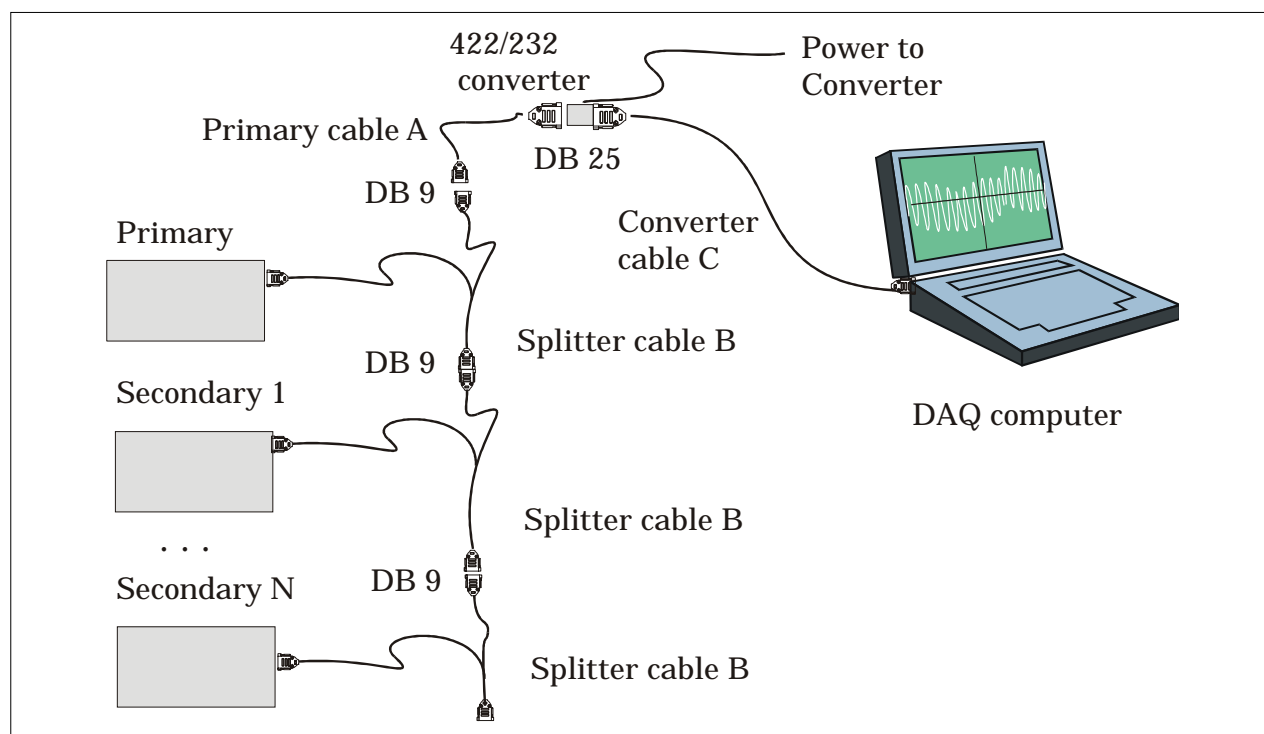 422/232
converter
Power to
Converter
Primary cable A
DB 25
DB 9
Primary
Converter
cable C
Splitter cable B
DB 9
Secondary 1
DAQ computer
Splitter cable B
. . .
DB 9
Secondary N
Splitter cable B